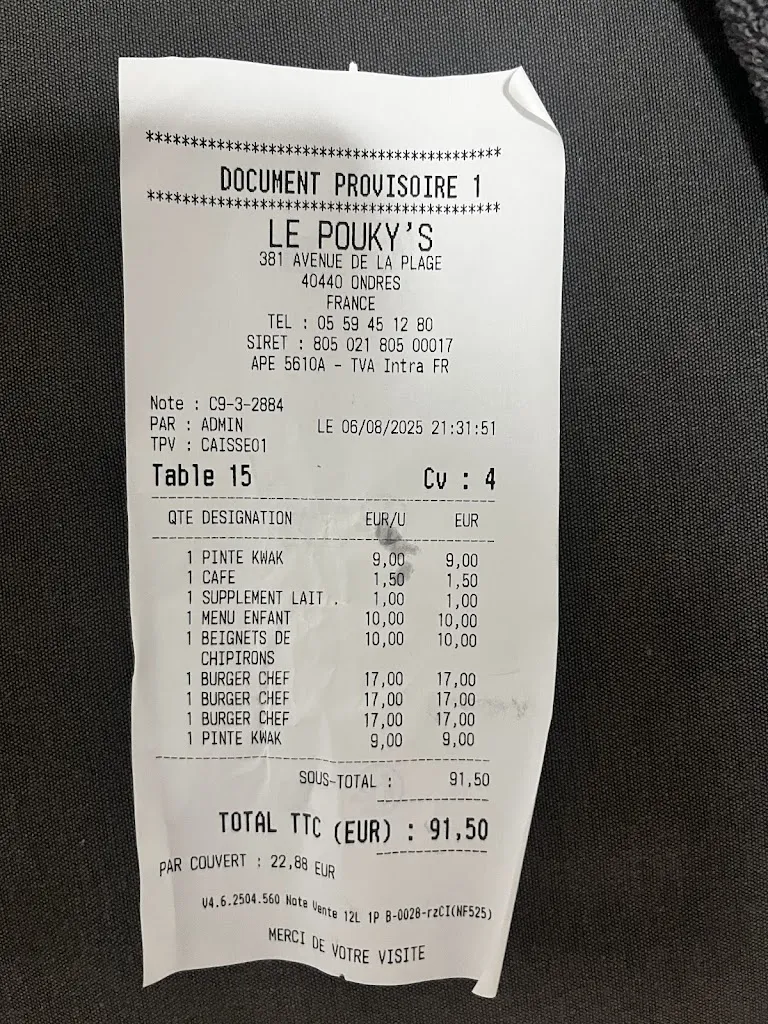 ************************************************
DOCUMENT PROVISOIRE 1
************************************************
LE POUKY'S
381 AVENUE DE LA PLAGE
40440 ONDRES
FRANCE
TEL : 05 59 45 12 80
SIRET : 805 021 805 00017
APE 5610A - TVA Intra FR
Note : C9-3-2884
PAR : ADMIN LE 06/08/2025 21:31:51
TPV : CAISSE01
Table 15 Cv : 4
QTE DESIGNATION EUR/U EUR
1 PINTE KWAK 9,00 9,00
1 CAFE 1,50 1,50
1 SUPPLEMENT LAIT . 1,00 1,00
1 MENU ENFANT 10,00 10,00
1 BEIGNETS DE 10,00 10,00
CHIPIRONS
1 BURGER CHEF 17,00 17,00
1 BURGER CHEF 17,00 17,00
1 BURGER CHEF 17,00 17,00
1 PINTE KWAK 9,00 9,00
SOUS-TOTAL : 91,50
TOTAL TTC (EUR) : 91,50
PAR COUVERT : 22,88 EUR
V4.6.2504.560 Note Vente 12L 1P B-0028-rzCI(NF525)
MERCI DE VOTRE VISITE